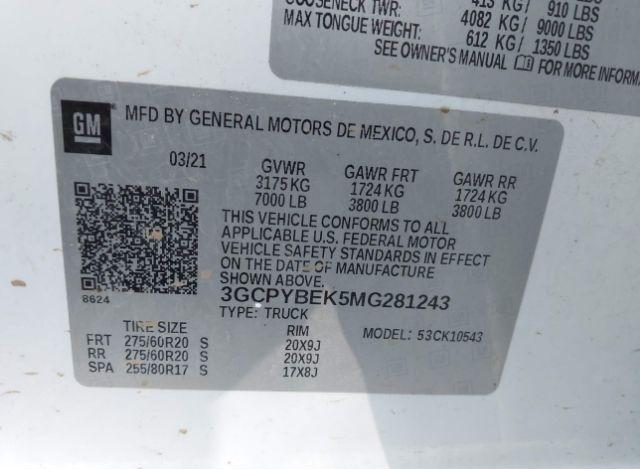 GOOSENECK TWR: 413 KG/ 910 LBS
MAX TONGUE WEIGHT: 4082 KG/ 9000 LBS
612 KG/ 1350 LBS
SEE OWNER'S MANUAL FOR MORE INFORM
GM
MFD BY GENERAL MOTORS DE MEXICO, S. DE R.L. DE C.V.
03/21 GVWR GAWR FRT GAWR RR
3175 KG 1724 KG 1724 KG
7000 LB 3800 LB 3800 LB
THIS VEHICLE CONFORMS TO ALL
APPLICABLE U.S. FEDERAL MOTOR
VEHICLE SAFETY STANDARDS IN EFFECT
ON THE DATE OF MANUFACTURE
SHOWN ABOVE.
8624
3GCPYBEK5MG281243
TYPE: TRUCK
TIRE SIZE RIM MODEL: 53CK10543
FRT 275/60R20 S 20X9J
RR 275/60R20 S 20X9J
SPA 255/80R17 S 17X8J